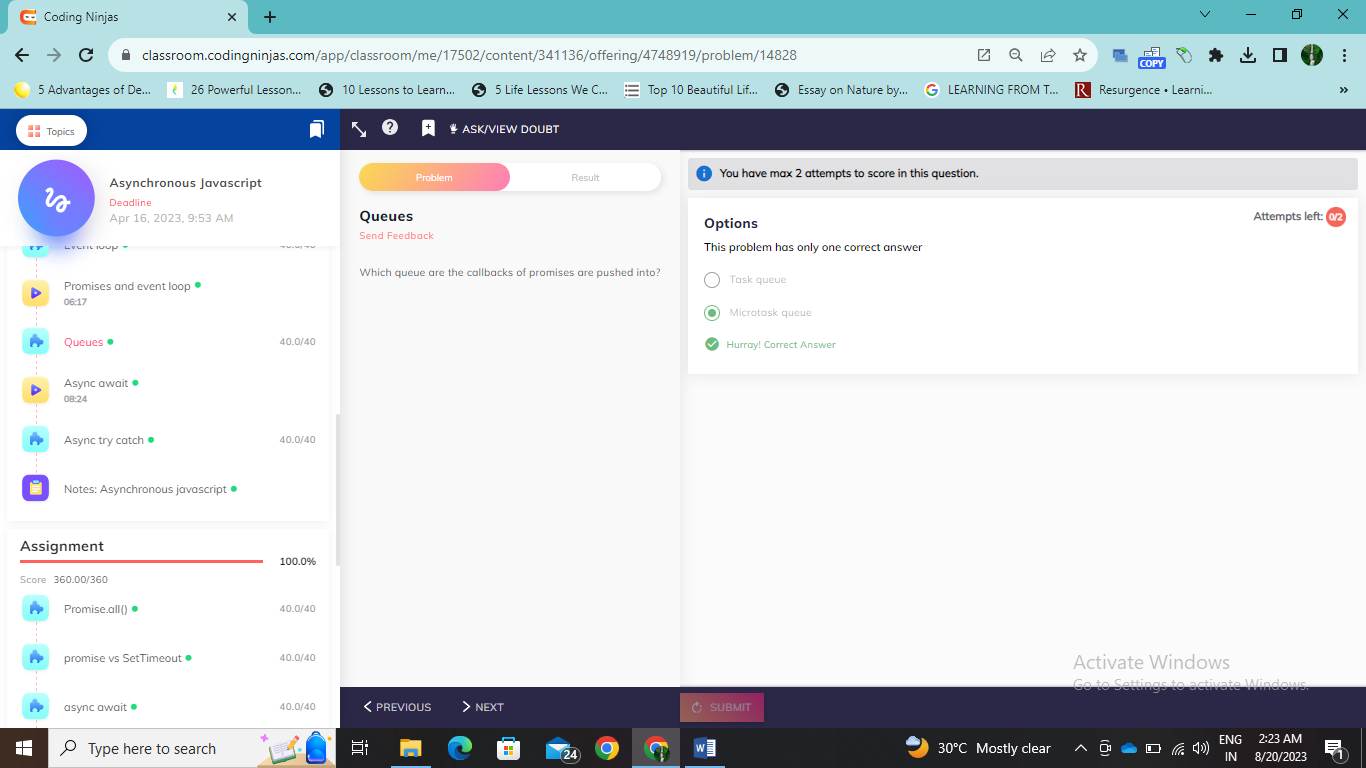 Coding Ninjas
classroom.codingninjas.com/app/classroom/me/17502/content/341136/offering/4748919/problem/14828
COPY
5 Advantages of De...
26 Powerful Lesson...
10 Lessons to Learn...
5 Life Lessons We C...
Top 10 Beautiful Lif...
Essay on Nature by...
LEARNING FROM T...
Resurgence • Learni...
»
Topics
ASK/VIEW DOUBT
Asynchronous Javascript
Deadline
Apr 16, 2023, 9:53 AM
Event loop
40.0/40
Promises and event loop
06:17
Queues
40.0/40
Async await
08:24
Async try catch
40.0/40
Notes: Asynchronous javascript
Assignment
100.0%
Score 360.00/360
Promise.all()
40.0/40
promise vs SetTimeout
40.0/40
async await
40.0/40
Problem
Result
Queues
Send Feedback
Which queue are the callbacks of promises are pushed into?
You have max 2 attempts to score in this question.
Options
Attempts left: 0/2
This problem has only one correct answer
Task queue
Microtask queue
Hurray! Correct Answer
Activate Windows
Go to Settings to activate Windows.
PREVIOUS
NEXT
SUBMIT
Type here to search
24
30°C Mostly clear
ENG
IN
2:23 AM
8/20/2023
1